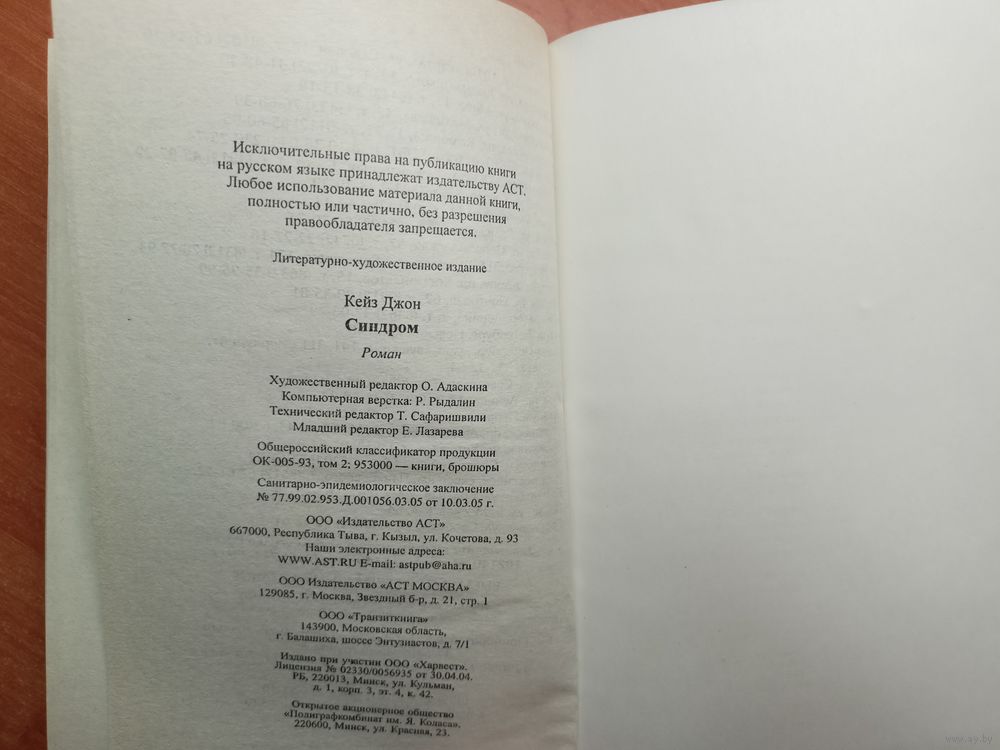 Исключительные права на публикацию книги
на русском языке принадлежат издательству АСТ.
Любое использование материала данной книги,
полностью или частично, без разрешения
правообладателя запрещается.
Литературно-художественное издание
Кейз Джон
Синдром
Роман
Художественный редактор О. Адаскина
Компьютерная верстка: Р. Рыдалин
Технический редактор Т. Сафаришвили
Младший редактор Е. Лазарева
Общероссийский классификатор продукции
ОК-005-93, том 2; 953000 — книги, брошюры
Санитарно-эпидемиологическое заключение
№ 77.99.02.953.Д.001056.03.05 от 10.03.05 г.
ООО «Издательство АСТ»
667000, Республика Тыва, г. Кызыл, ул. Кочетова, д. 93
Наши электронные адреса:
WWW.AST.RU E-mail: astpub@aha.ru
ООО Издательство «АСТ МОСКВА»
129085, г. Москва, Звездный б-р, д. 21, стр. 1
ООО «Транзиткнига»
143900, Московская область,
г. Балашиха, шоссе Энтузиастов, д. 7/1
Издано при участии ООО «Харвест».
Лицензия № 02330/0056935 от 30.04.04.
РБ, 220013, Минск, ул. Кульман,
д. 1, корп. 3, эт. 4, к. 42.
Открытое акционерное общество
«Полиграфкомбинат им. Я. Коласа».
220600, Минск, ул. Красная, 23.
www.ay.by